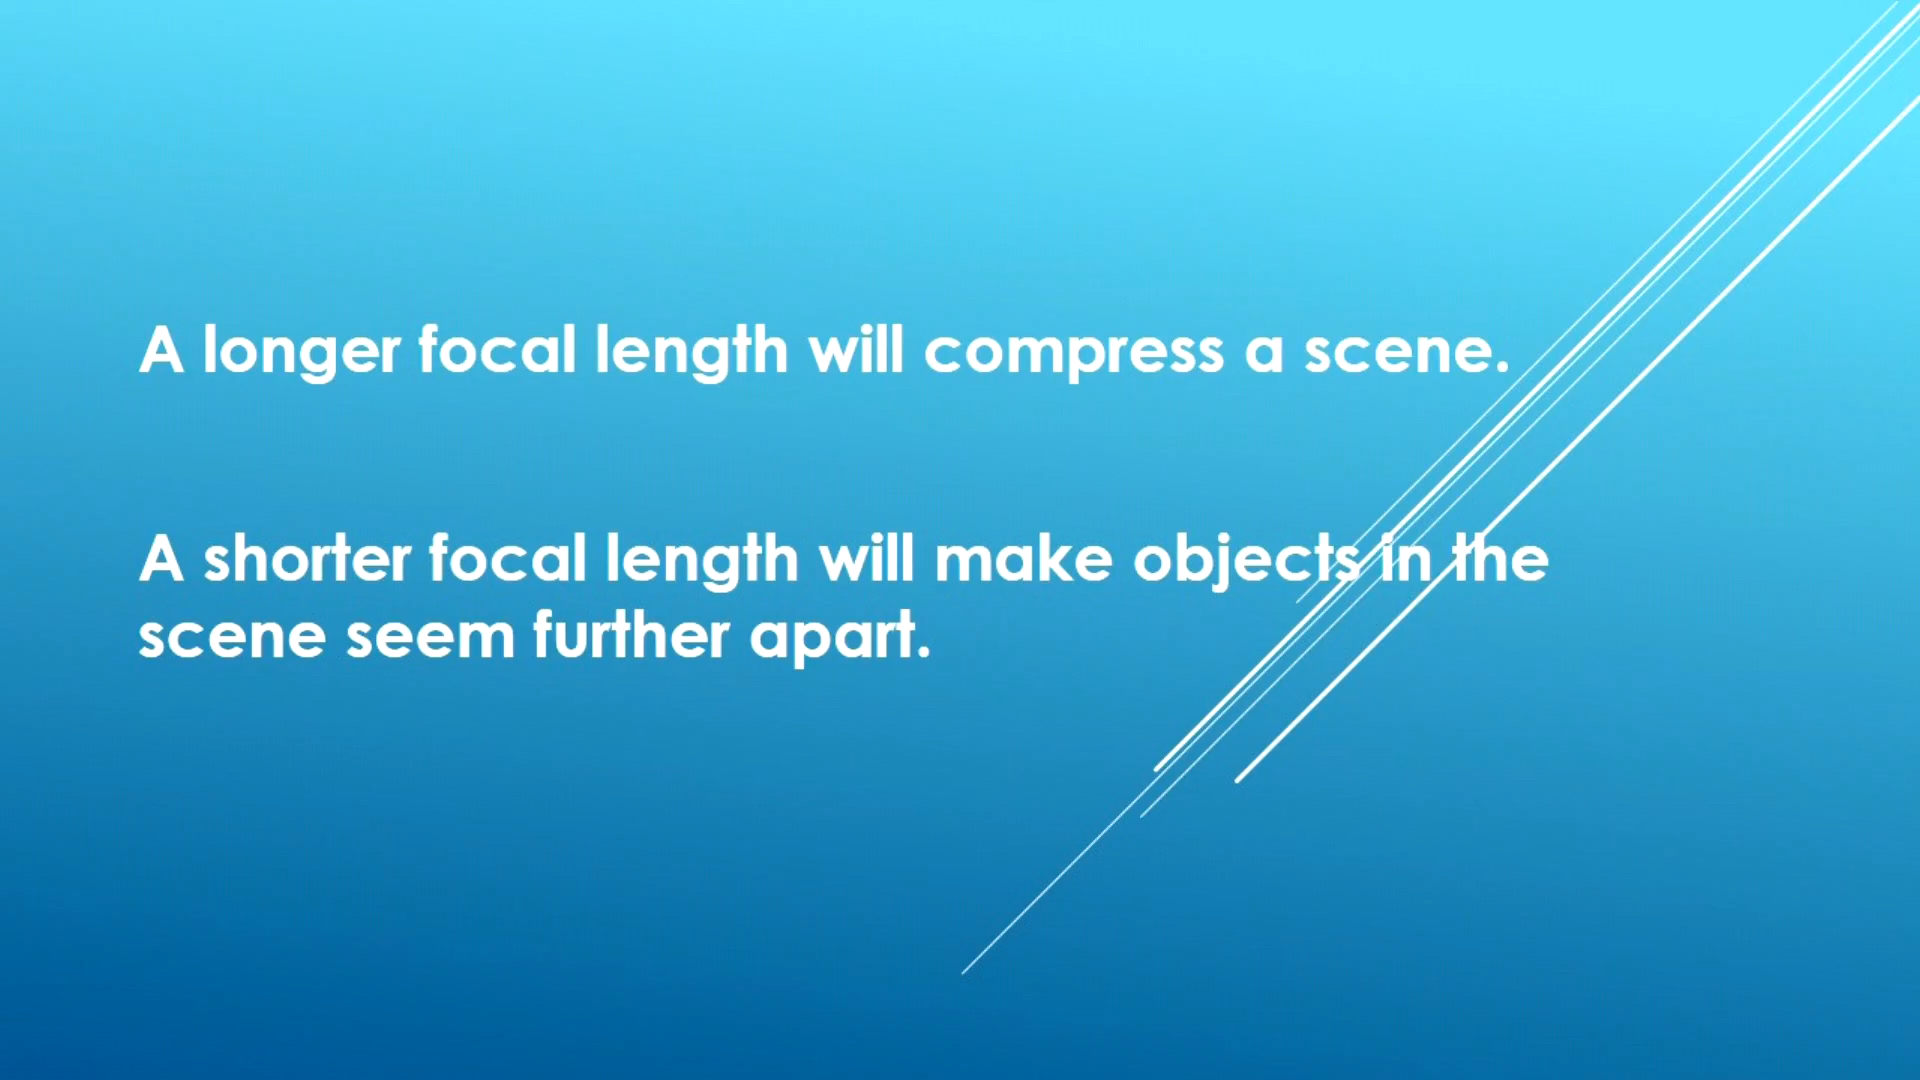 A longer focal length will compress a scene.
A shorter focal length will make objects in the
scene seem further apart.